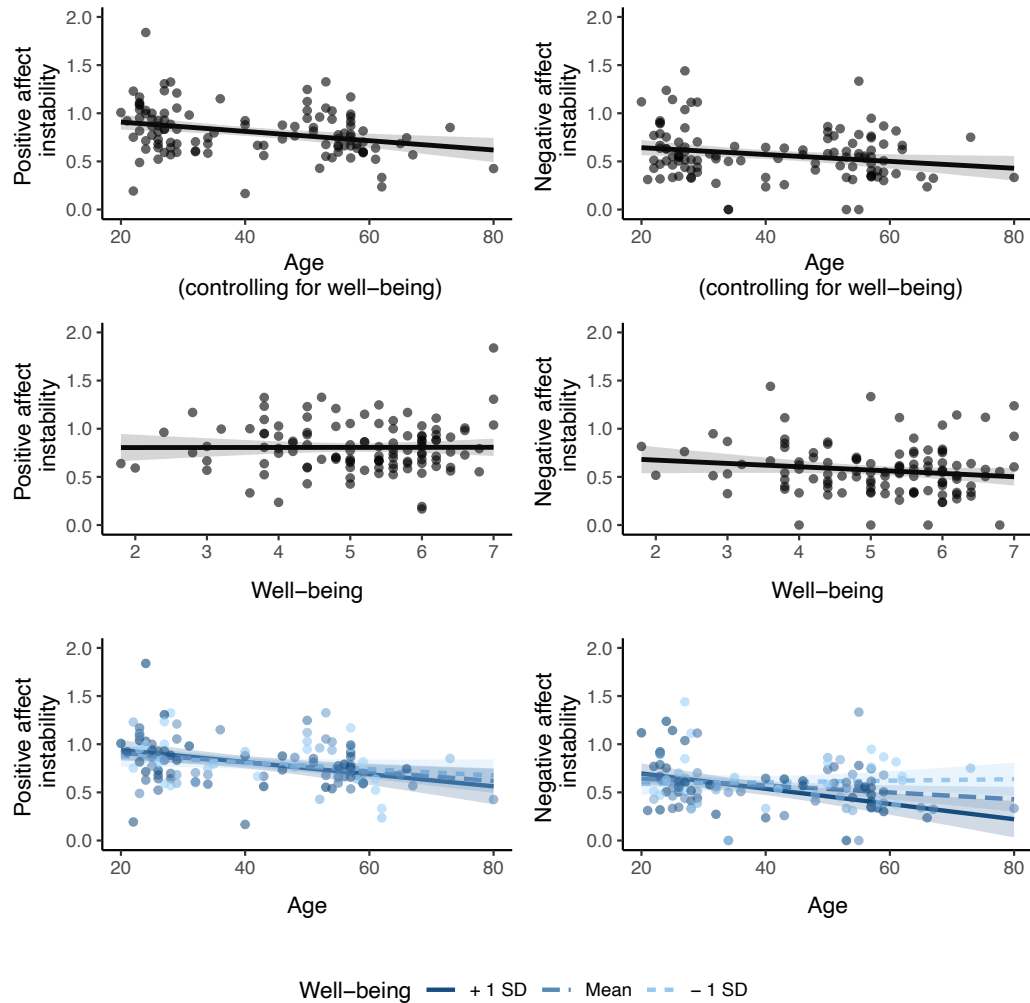 Positive affect
instability
2.0
1.5
1.0
0.5
0.0
20
40
60
80
Age
(controlling for well−being)
Negative affect
instability
2.0
1.5
1.0
0.5
0.0
20
40
60
80
Age
(controlling for well−being)
Positive affect
instability
2.0
1.5
1.0
0.5
0.0
2
3
4
5
6
7
Well−being
Negative affect
instability
2.0
1.5
1.0
0.5
0.0
2
3
4
5
6
7
Well−being
Positive affect
instability
2.0
1.5
1.0
0.5
0.0
20
40
60
80
Age
Negative affect
instability
2.0
1.5
1.0
0.5
0.0
20
40
60
80
Age
Well−being + 1 SD Mean − 1 SD